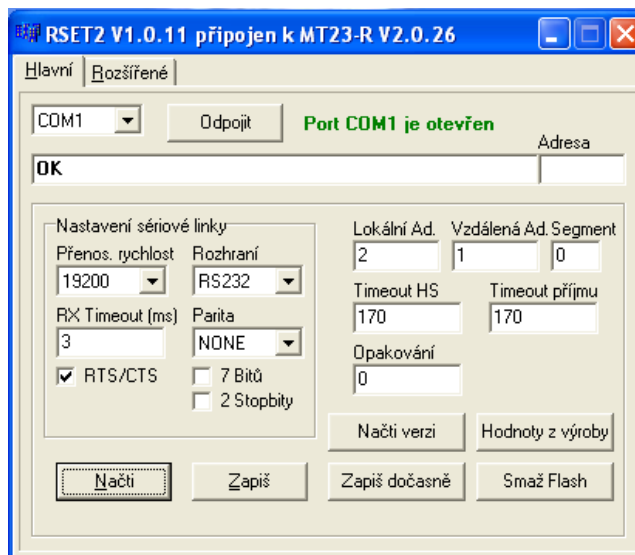 RSET2 V1.0.11 připojen k MT23-R V2.0.26
Hlavní Rozšířené
COM1 Odpojit Port COM1 je otevřen
Adresa
OK
Nastavení sériové linky
Přenos. rychlost Rozhraní
19200 RS232
RX Timeout (ms) Parita
3 NONE
RTS/CTS 7 Bitů
2 Stopbity
Lokální Ad. Vzdálená Ad. Segment
2 1 0
Timeout HS Timeout příjmu
170 170
Opakování
0
Načti verzi Hodnoty z výroby
Načti Zapiš Zapiš dočasně Smaž Flash